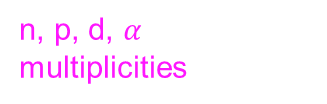 n, p, d, α
multiplicities